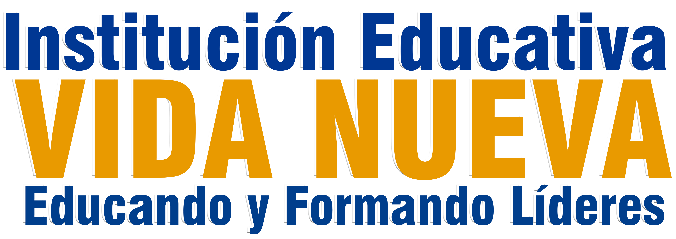 Institución Educativa
VIDA NUEVA
Educando y Formando Líderes